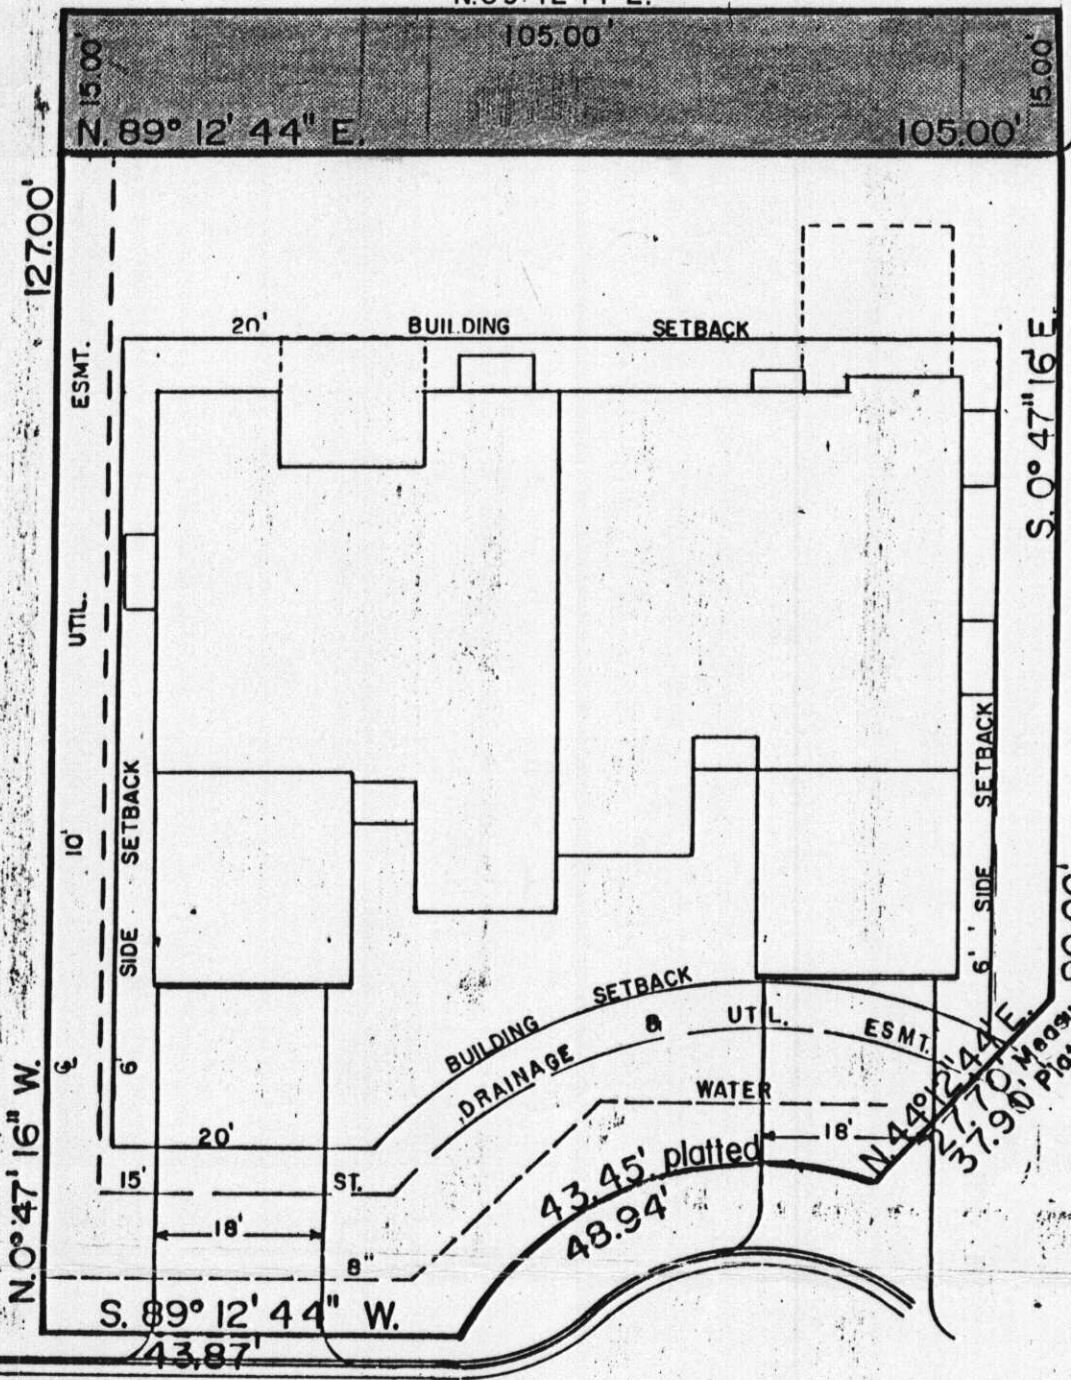 105.00'
15.00'
15.00'
N. 89° 12' 44" E.
105.00'
127.00'
20'
BUILDING
SETBACK
ESMT.
S. 0° 47" 16' E.
UTIL.
SETBACK
SETBACK
10'
SIDE
SIDE
6'
SETBACK
BUILDING
&
UTIL.
ESMT.
DRAINAGE
6'
WATER
N. 44° 12" 44' E.
27.70' Measu
37.90' Plat
20'
18'
15'
ST.
43.45' platted
48.94'
N. 0° 47' 16" W.
18'
8"
S. 89° 12' 44" W.
43.87'